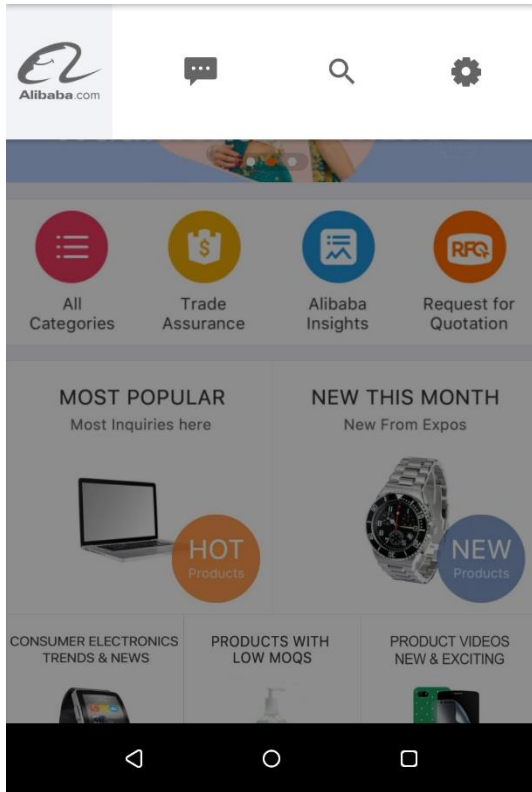 Alibaba.com
All
Categories
Trade
Assurance
Alibaba
Insights
RFQ
Request for
Quotation
MOST POPULAR
Most Inquiries here
NEW THIS MONTH
New From Expos
HOT
Products
NEW
Products
CONSUMER ELECTRONICS
TRENDS & NEWS
PRODUCTS WITH
LOW MOQS
PRODUCT VIDEOS
NEW & EXCITING